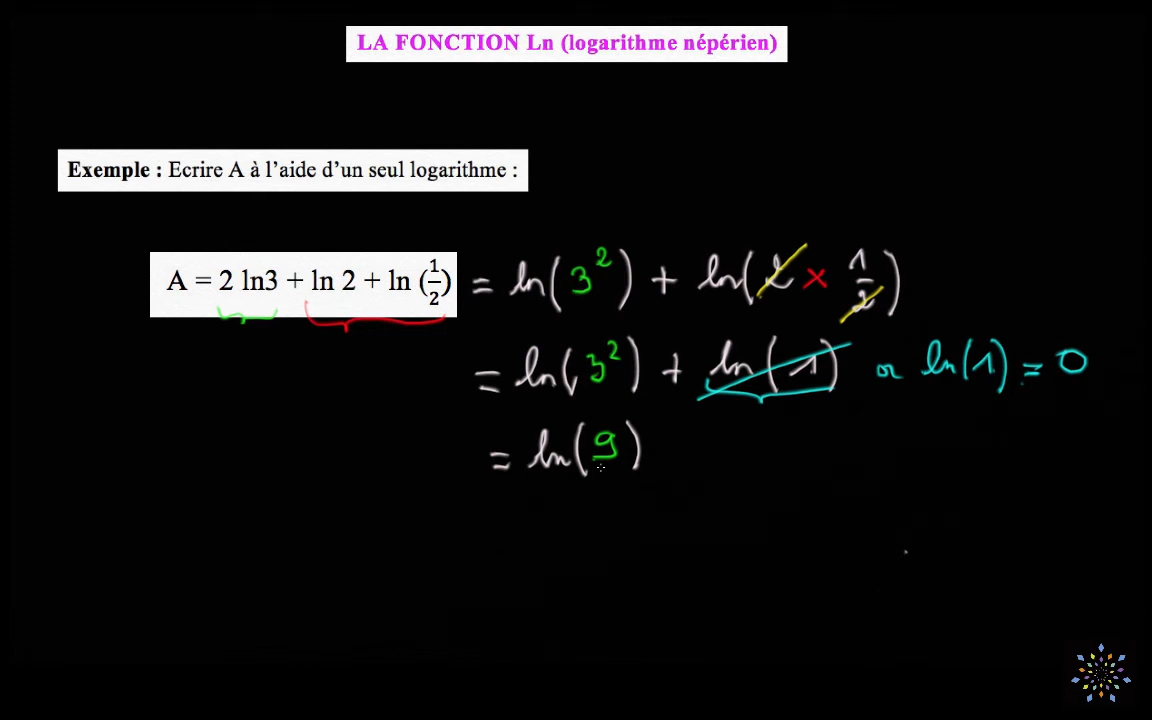 LA FONCTION Ln (logarithme népérien)
Exemple : Ecrire A à l'aide d'un seul logarithme :
A = 2 ln3 + ln 2 + ln (1/2) = ln(3²) + ln(2 × 1/2)
= ln(3²) + ln(1) or ln(1) = 0
= ln(9)